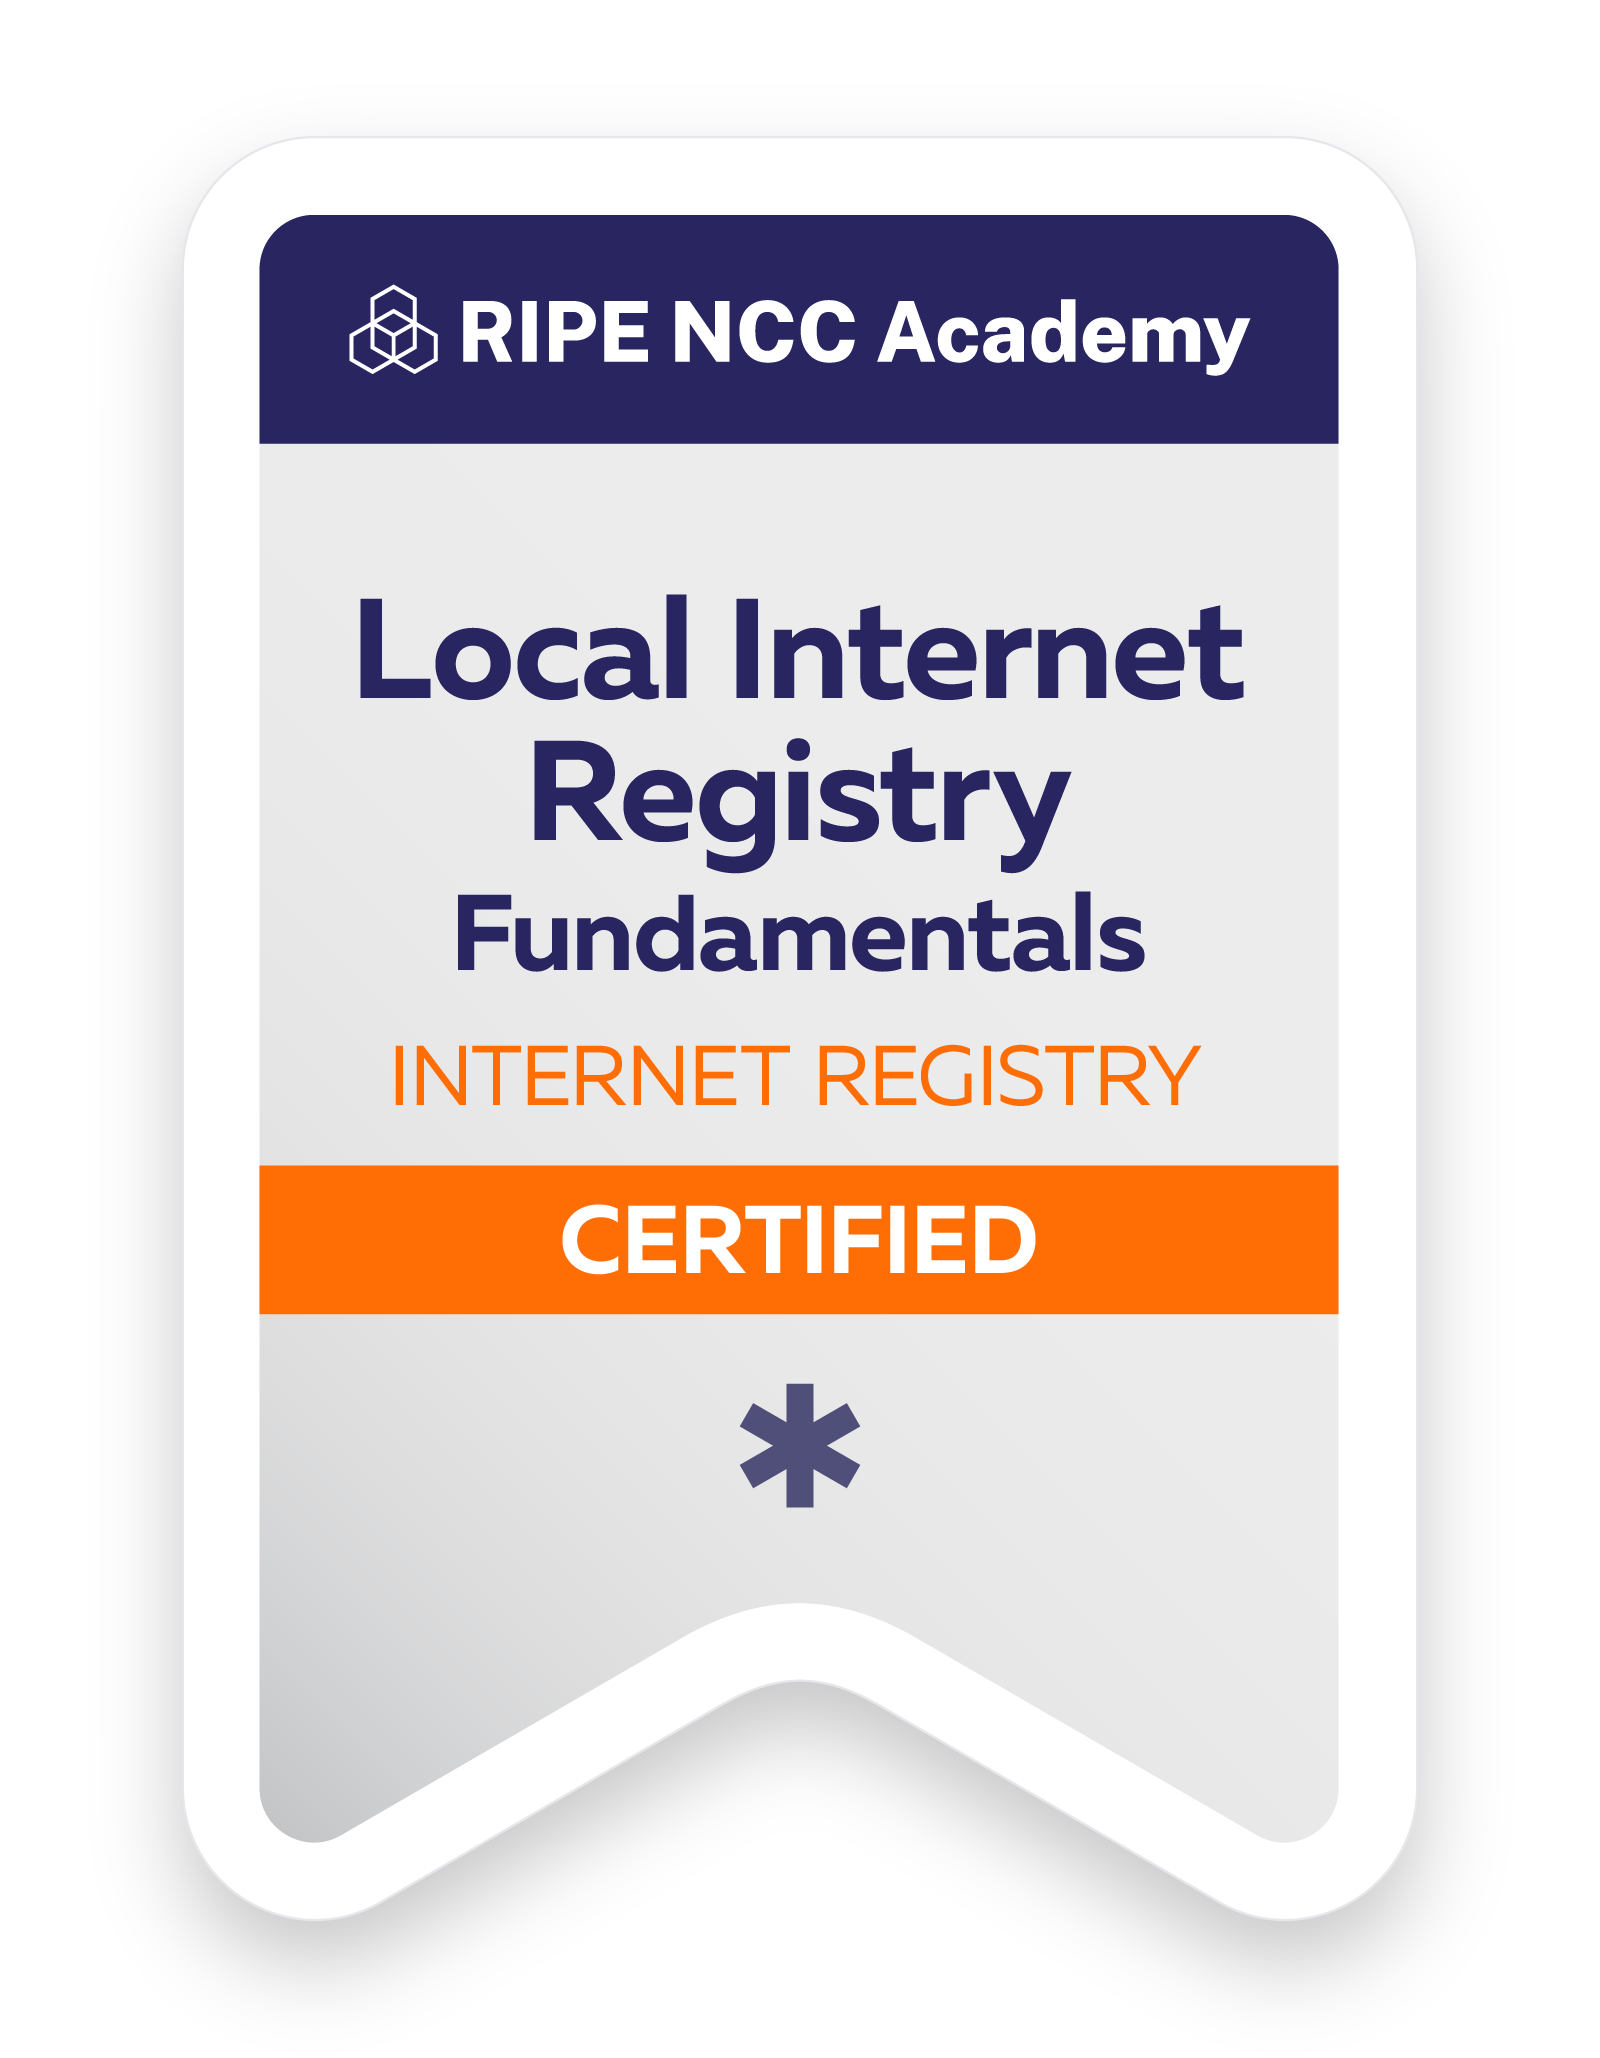 RIPE NCC Academy
Local Internet
Registry
Fundamentals
INTERNET REGISTRY
CERTIFIED
*